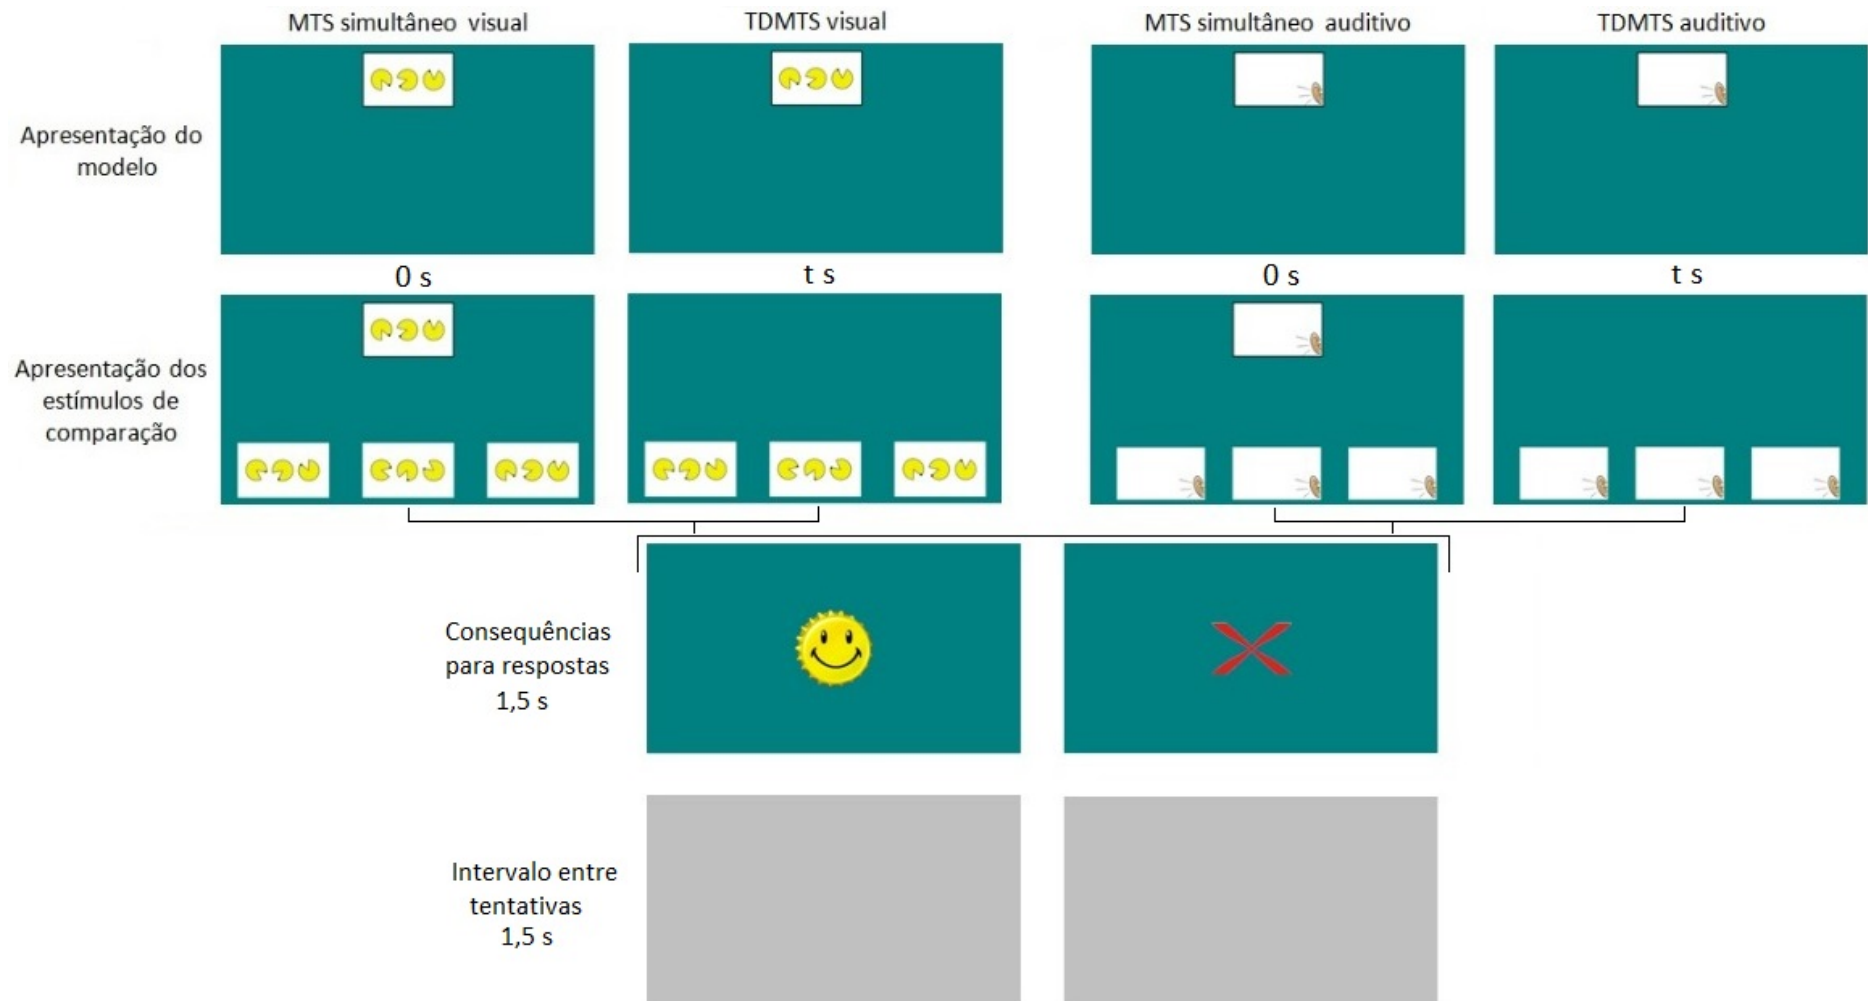 MTS simultâneo visual
TDMTS visual
MTS simultâneo auditivo
TDMTS auditivo
Apresentação do
modelo
0 s
t s
0 s
t s
Apresentação dos
estímulos de
comparação
Consequências
para respostas
1,5 s
Intervalo entre
tentativas
1,5 s